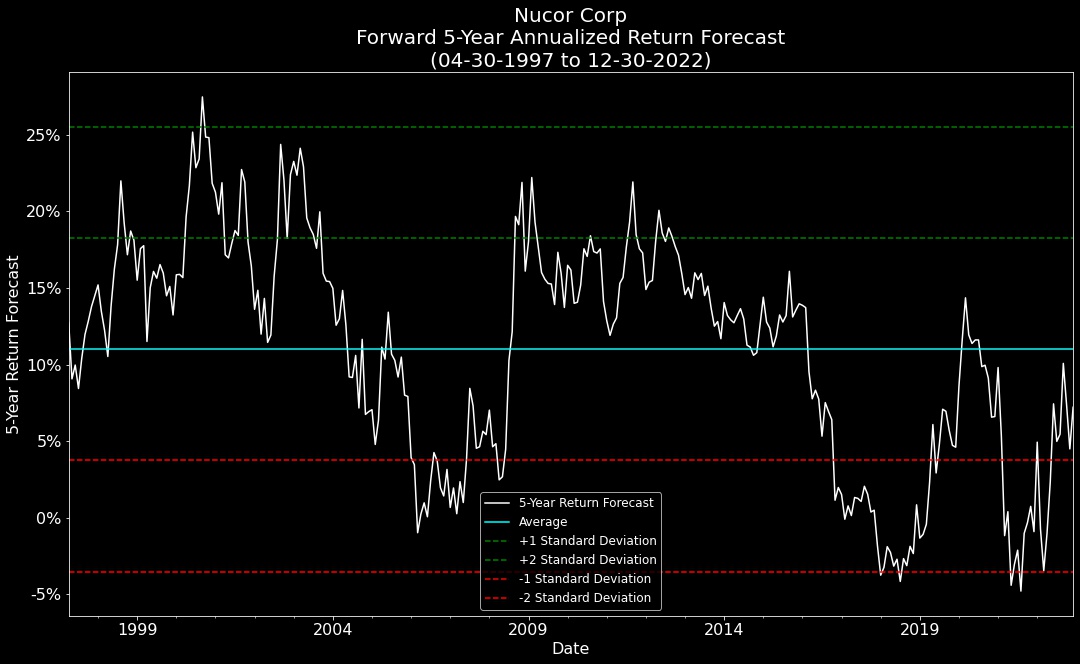 Nucor Corp
Forward 5-Year Annualized Return Forecast
(04-30-1997 to 12-30-2022)
5-Year Return Forecast
25%
20%
15%
10%
5%
0%
-5%
5-Year Return Forecast
Average
+1 Standard Deviation
+2 Standard Deviation
-1 Standard Deviation
-2 Standard Deviation
1999
2004
2009
2014
2019
Date